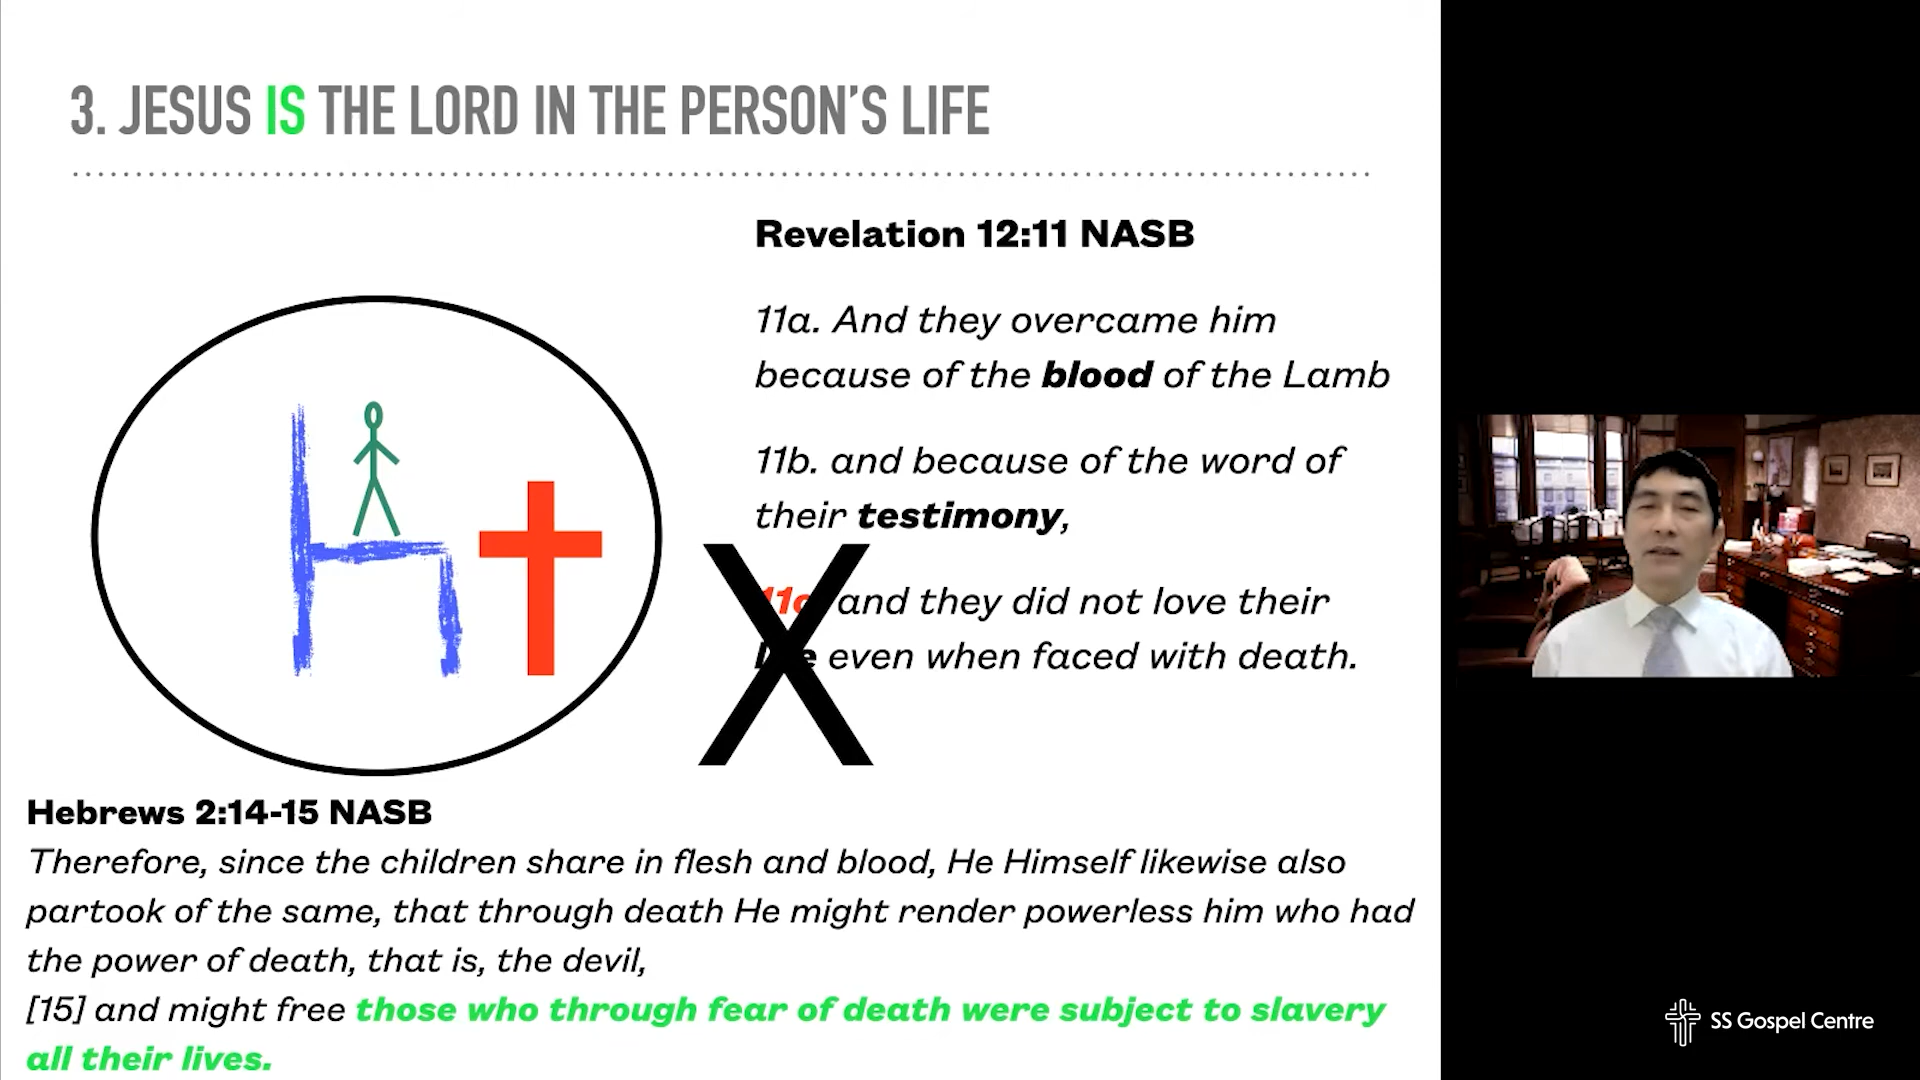 3. JESUS IS THE LORD IN THE PERSON'S LIFE
Revelation 12:11 NASB
11a. And they overcame him
because of the blood of the Lamb
11b. and because of the word of
their testimony,
and they did not love their
even when faced with death.
X
Hebrews 2:14-15 NASB
Therefore, since the children share in flesh and blood, He Himself likewise also
partook of the same, that through death He might render powerless him who had
the power of death, that is, the devil,
[15] and might free those who through fear of death were subject to slavery
all their lives.
SS Gospel Centre